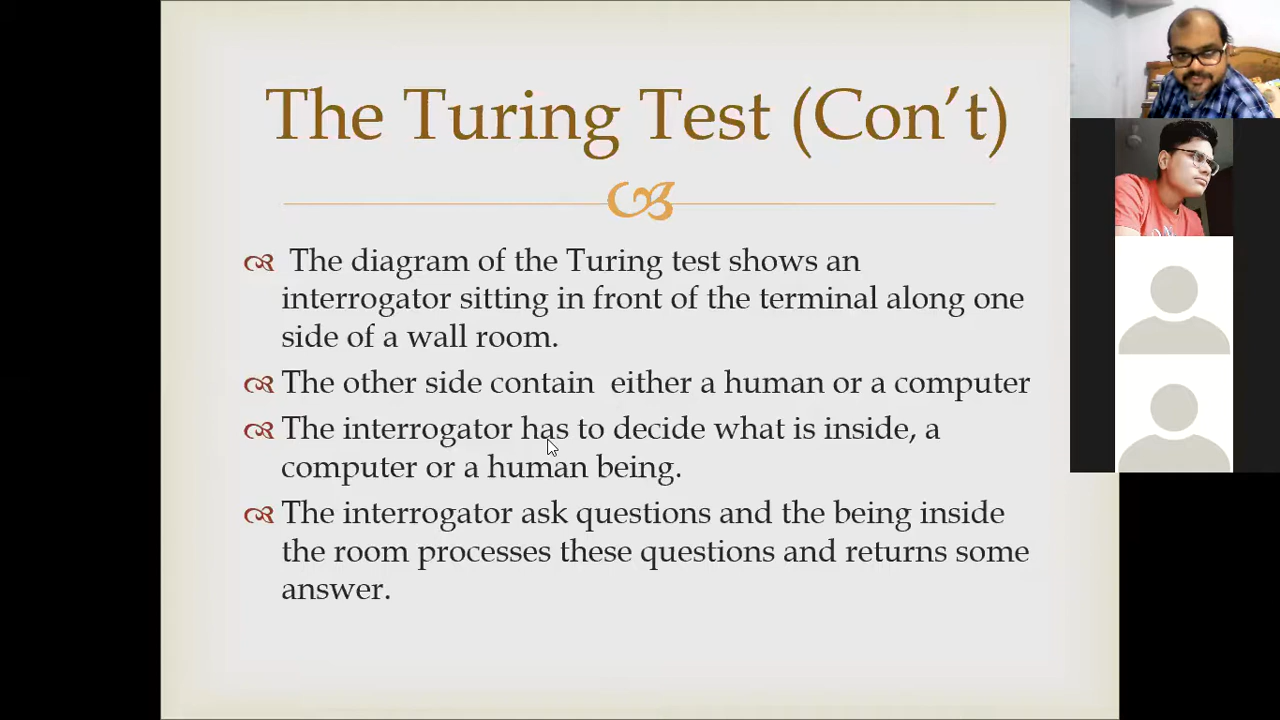 The Turing Test (Con’t)
The diagram of the Turing test shows an
interrogator sitting in front of the terminal along one
side of a wall room.
The other side contain either a human or a computer
The interrogator has to decide what is inside, a
computer or a human being.
The interrogator ask questions and the being inside
the room processes these questions and returns some
answer.